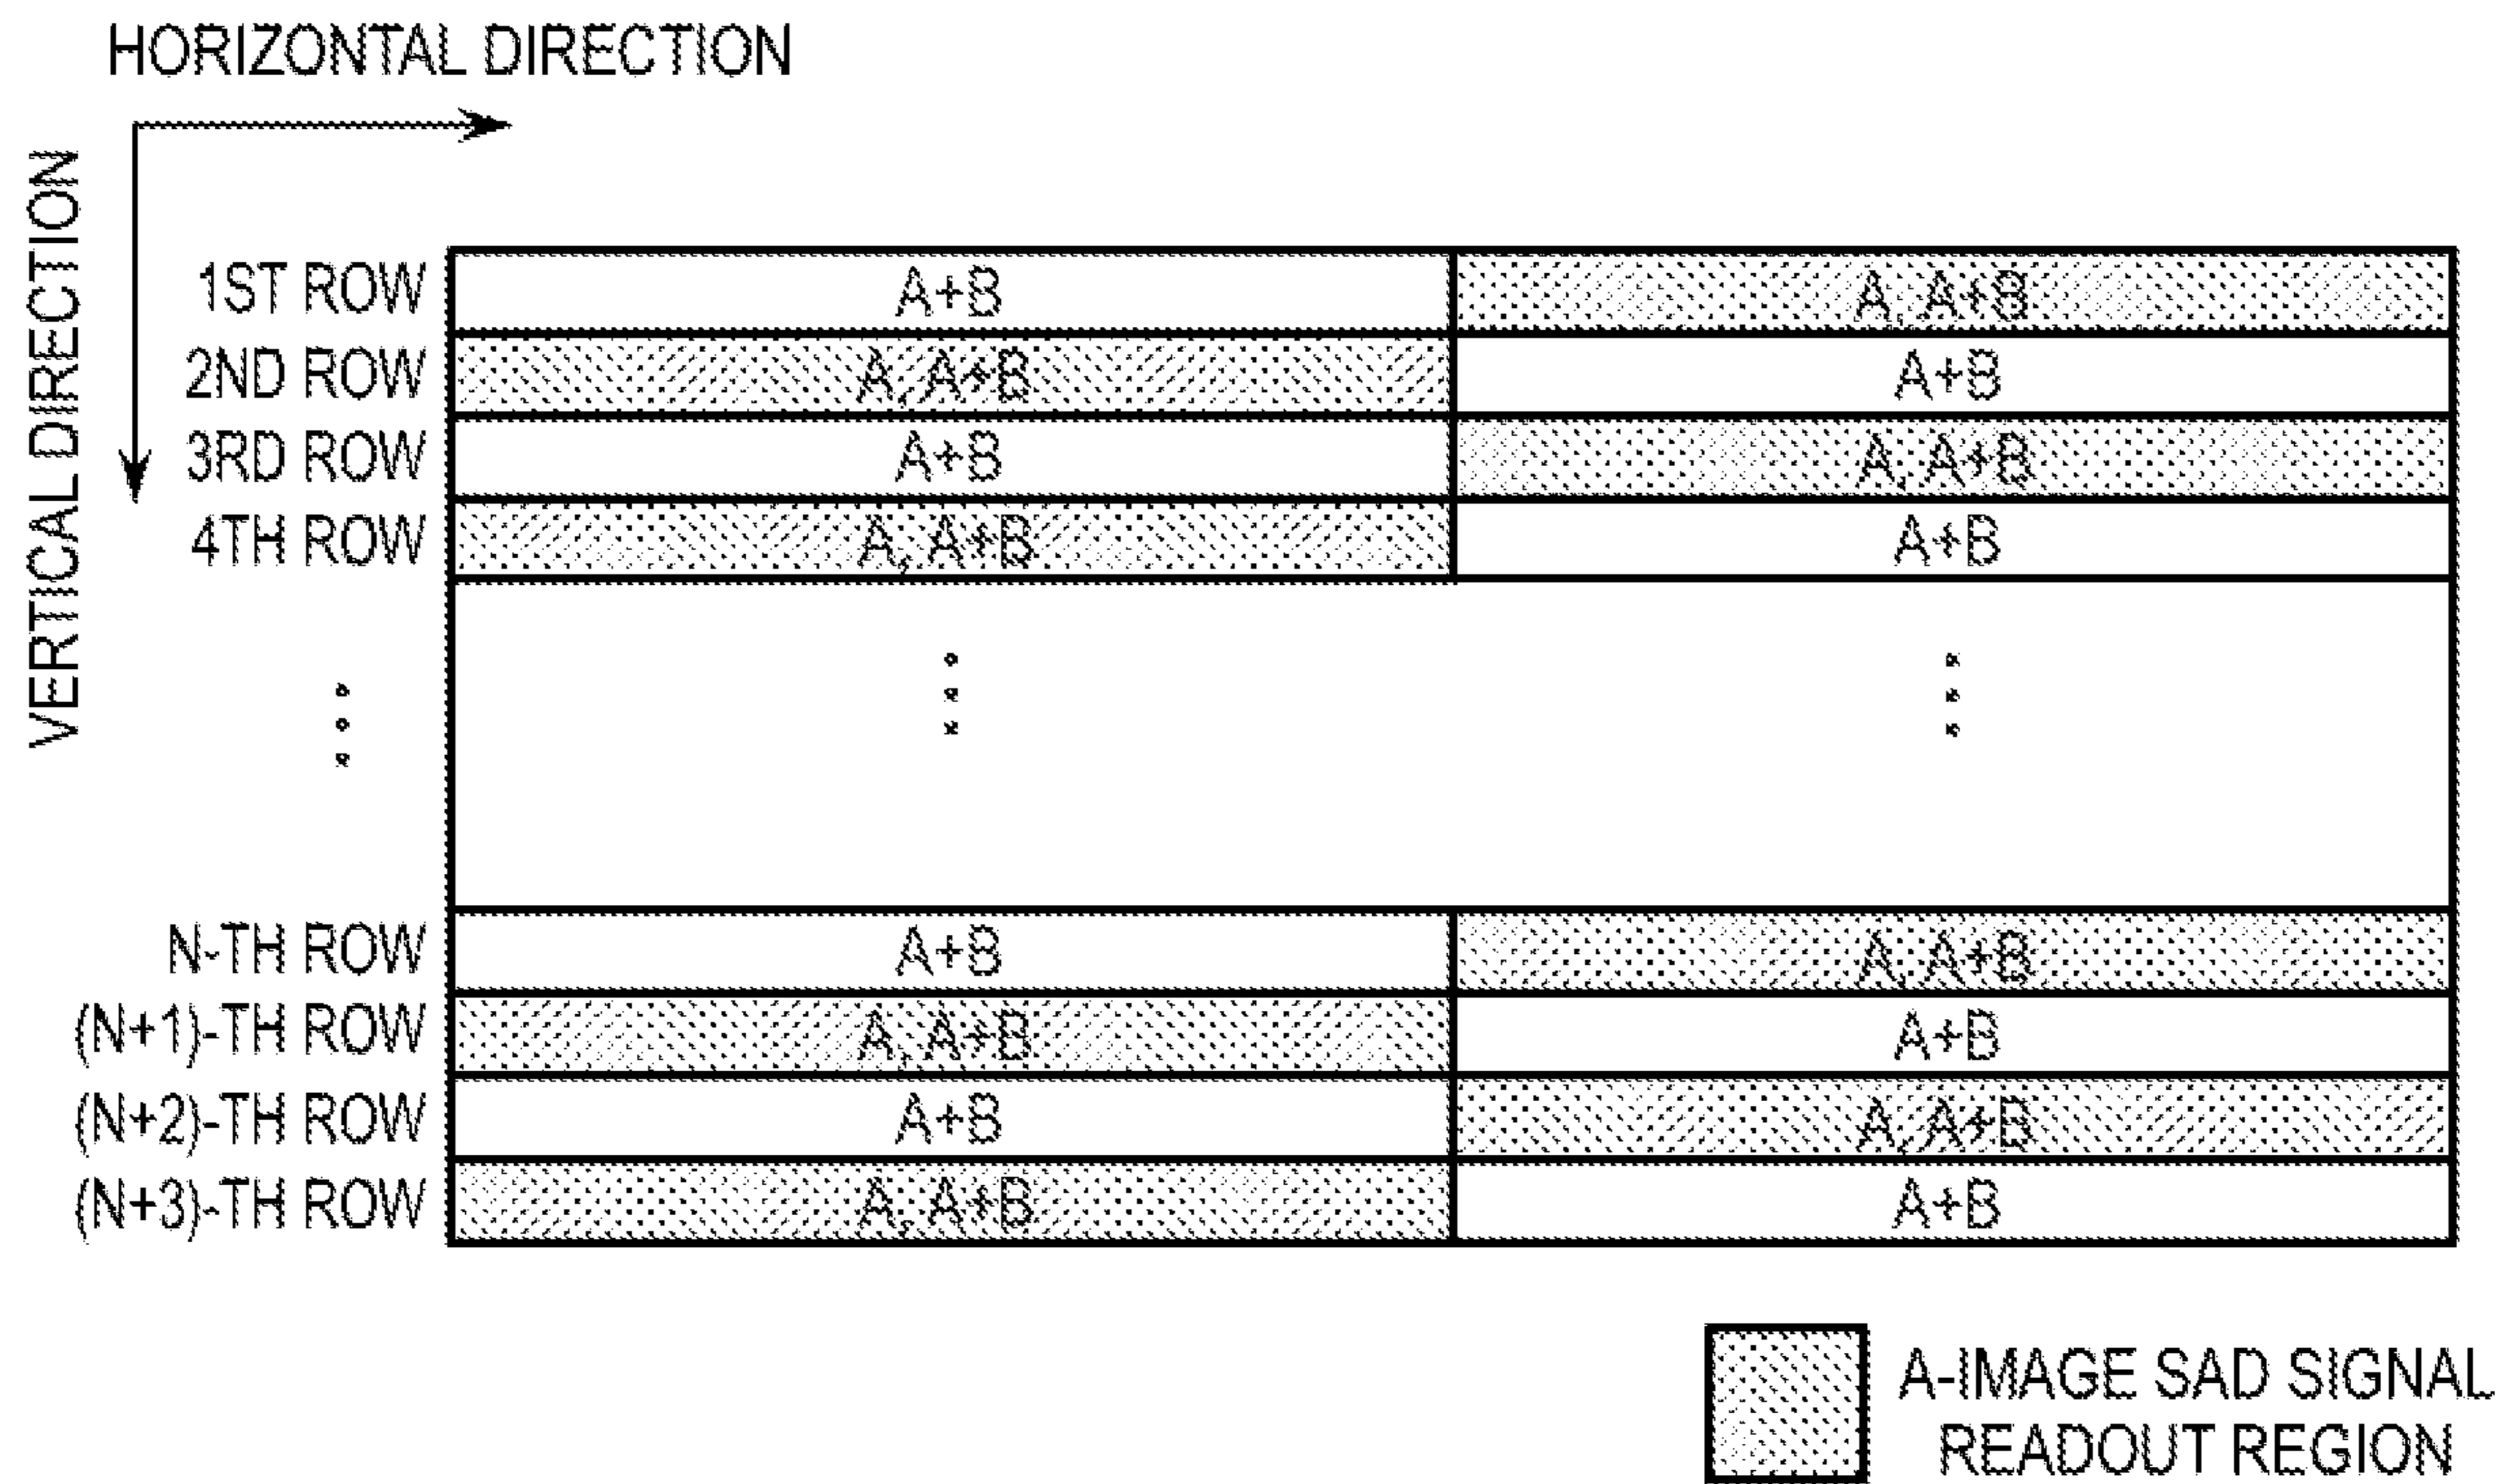 HORIZONTAL DIRECTION
VERTICAL DIRECTION
1ST ROW A+B A, A+B
2ND ROW A, A+B A+B
3RD ROW A+B A, A+B
4TH ROW A, A+B A+B
N-TH ROW A+B A, A+B
(N+1)-TH ROW A, A+B A+B
(N+2)-TH ROW A+B A, A+B
(N+3)-TH ROW A, A+B A+B
A-IMAGE SAD SIGNAL
READOUT REGION